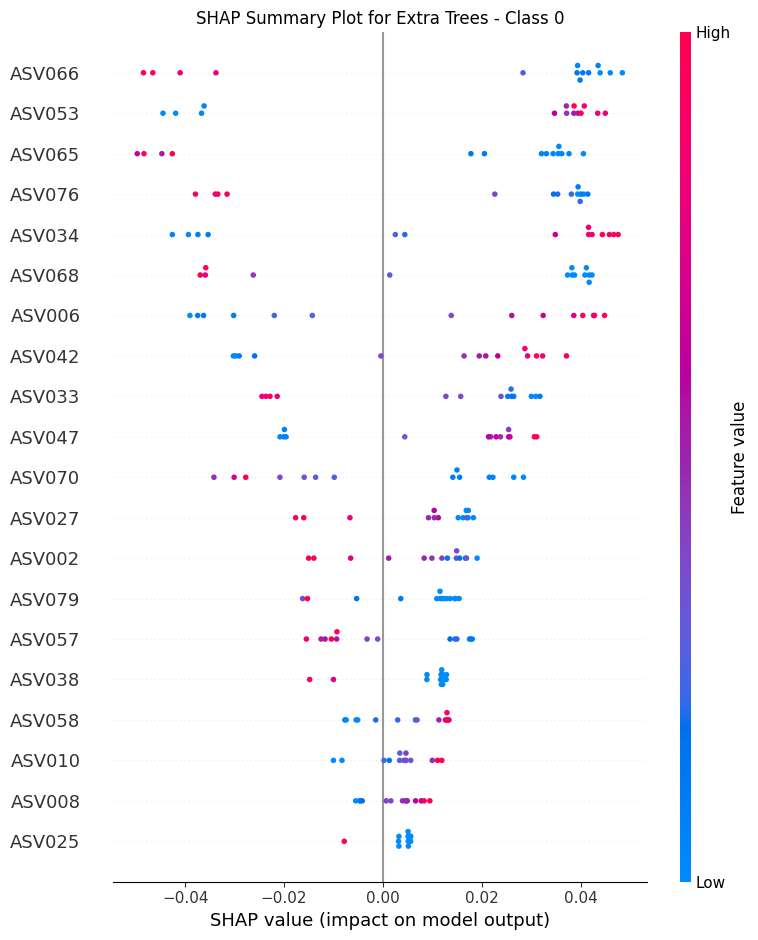 SHAP Summary Plot for Extra Trees - Class 0
High
ASV066
ASV053
ASV065
ASV076
ASV034
ASV068
ASV006
ASV042
ASV033
ASV047
ASV070
ASV027
ASV002
ASV079
ASV057
ASV038
ASV058
ASV010
ASV008
ASV025
Feature value
Low
−0.04 −0.02 0.00 0.02 0.04
SHAP value (impact on model output)